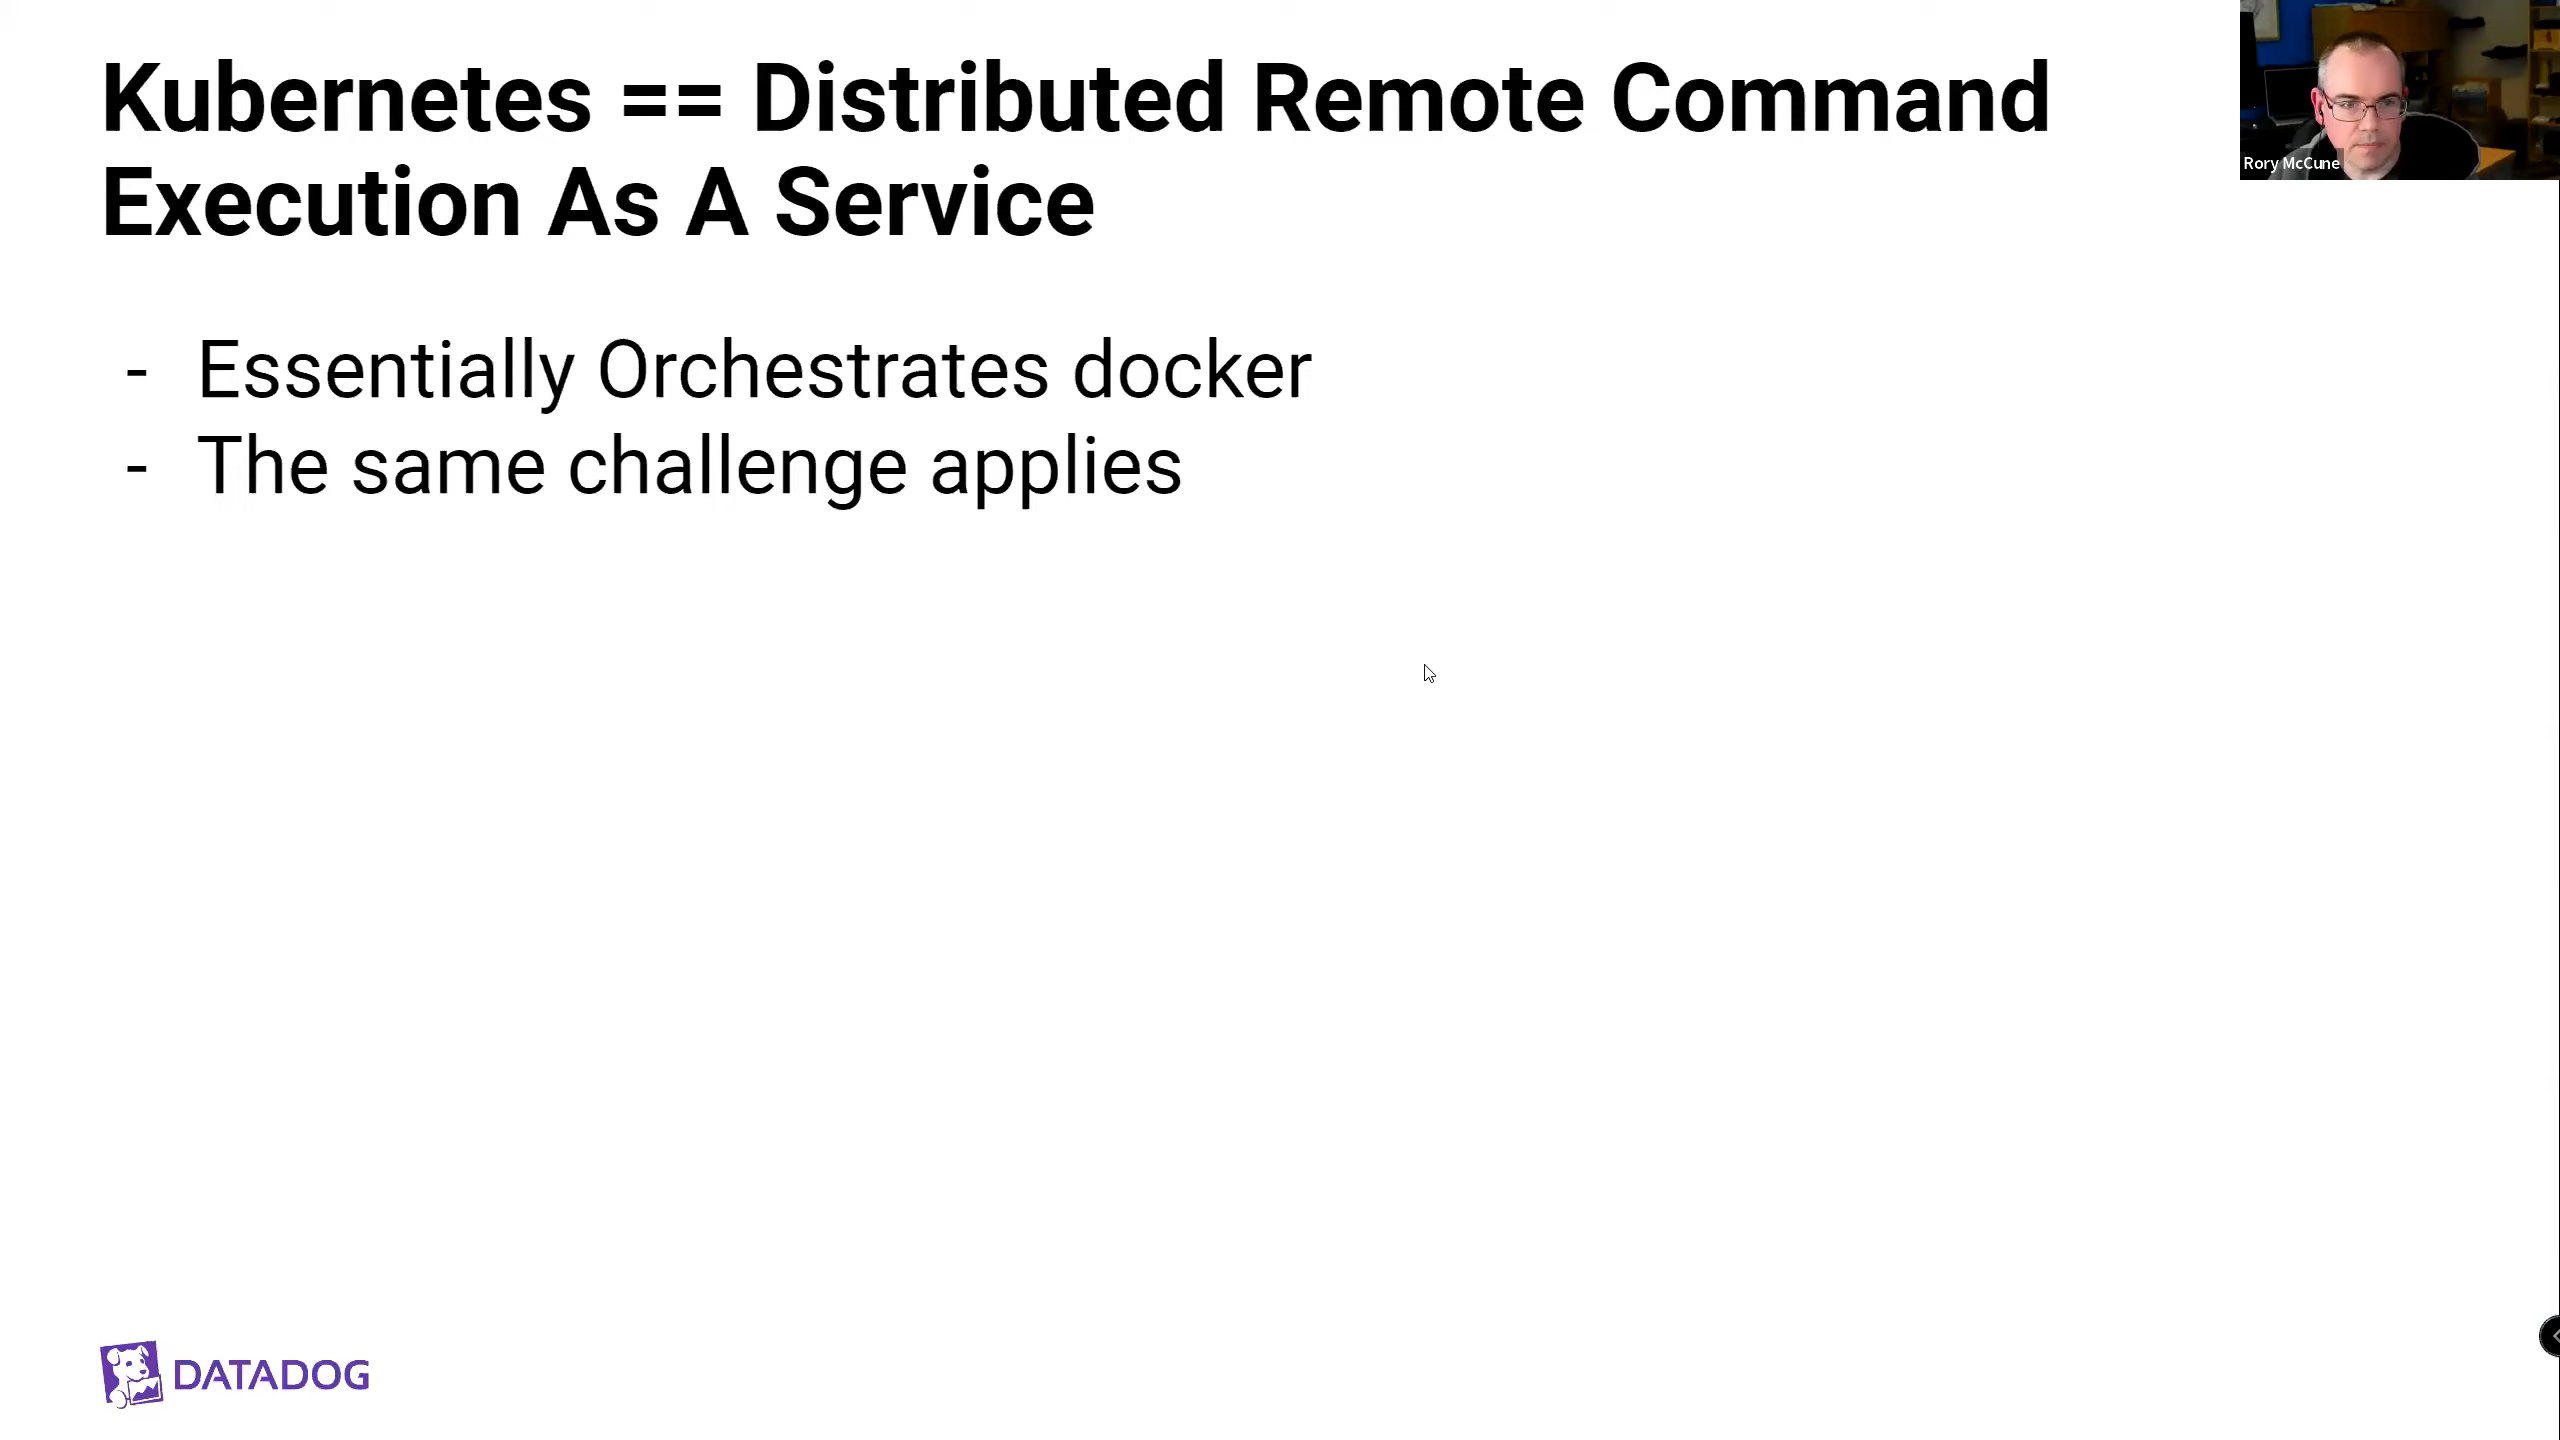 Kubernetes == Distributed Remote Command
Execution As A Service
Rory McCune
- Essentially Orchestrates docker
- The same challenge applies
DATADOG